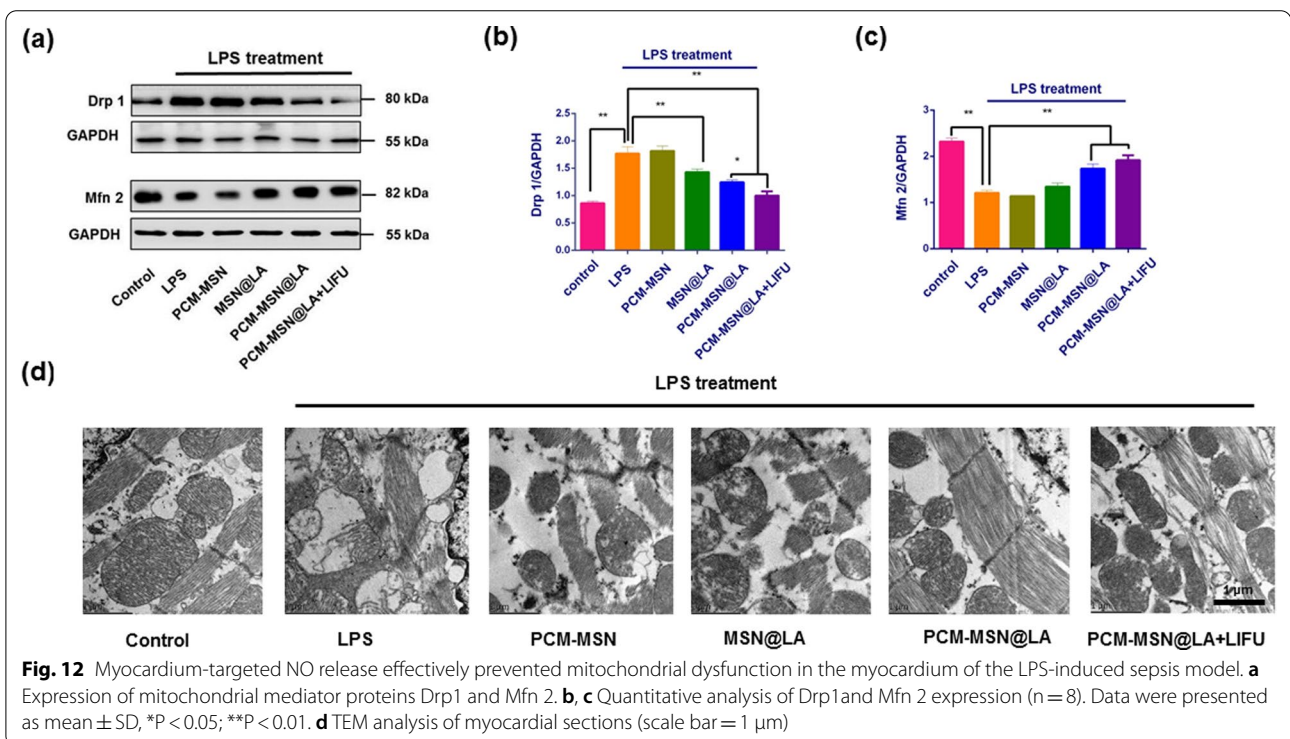 (a)
LPS treatment
Drp 1
80 kDa
GAPDH
55 kDa
Mfn 2
82 kDa
GAPDH
55 kDa
Control
LPS
PCM-MSN
MSN@LA
PCM-MSN@LA
PCM-MSN@LA+LIFU
(b)
LPS treatment
**
**
**
*
Drp 1/GAPDH
2.5
2.0
1.5
1.0
0.5
0.0
control
LPS
PCM-MSN
MSN@LA
PCM-MSN@LA
PCM-MSN@LA+LIFU
(c)
LPS treatment
**
**
Mfn 2/GAPDH
3
2
1
0
control
LPS
PCM-MSN
MSN@LA
PCM-MSN@LA
PCM-MSN@LA+LIFU
(d)
LPS treatment
1 μm
Control
LPS
PCM-MSN
MSN@LA
PCM-MSN@LA
PCM-MSN@LA+LIFU
Fig. 12 Myocardium-targeted NO release effectively prevented mitochondrial dysfunction in the myocardium of the LPS-induced sepsis model. a
Expression of mitochondrial mediator proteins Drp1 and Mfn 2. b, c Quantitative analysis of Drp1and Mfn 2 expression (n = 8). Data were presented
as mean ± SD, *P < 0.05; **P < 0.01. d TEM analysis of myocardial sections (scale bar = 1 μm)